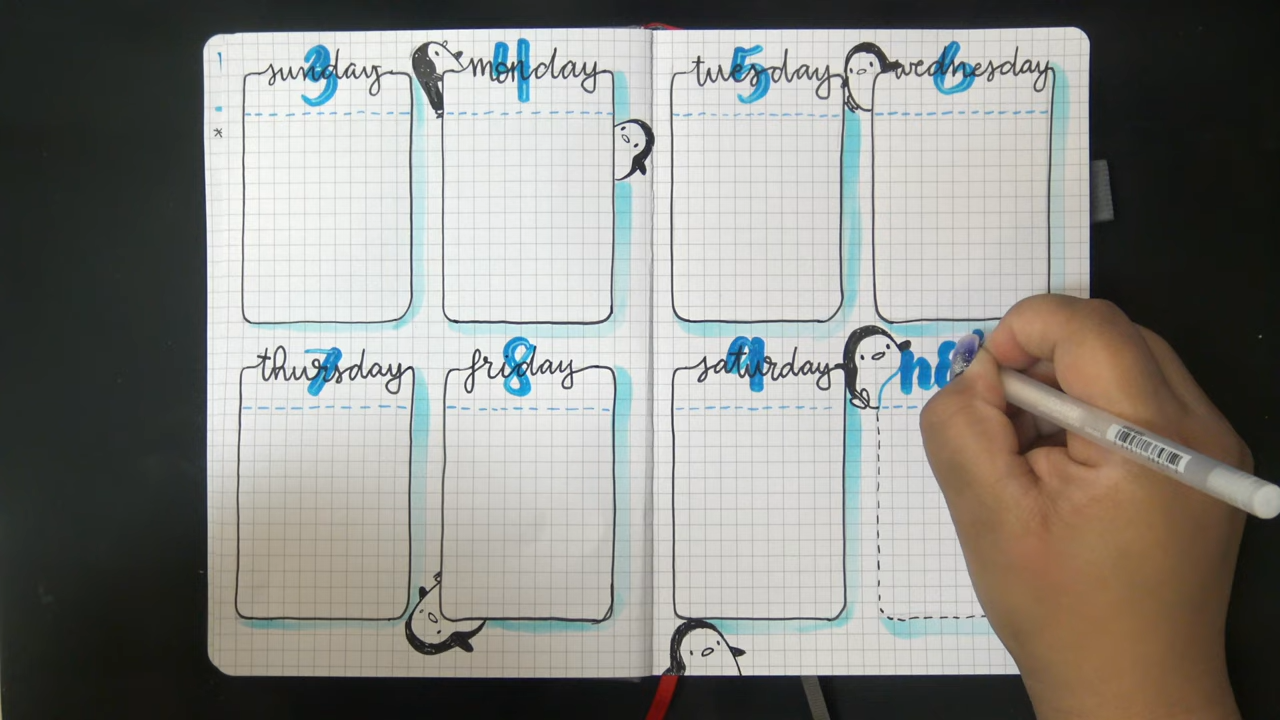 sunday 3
monday 4
tuesday 5
wednesday 6
thursday 7
friday 8
saturday 9